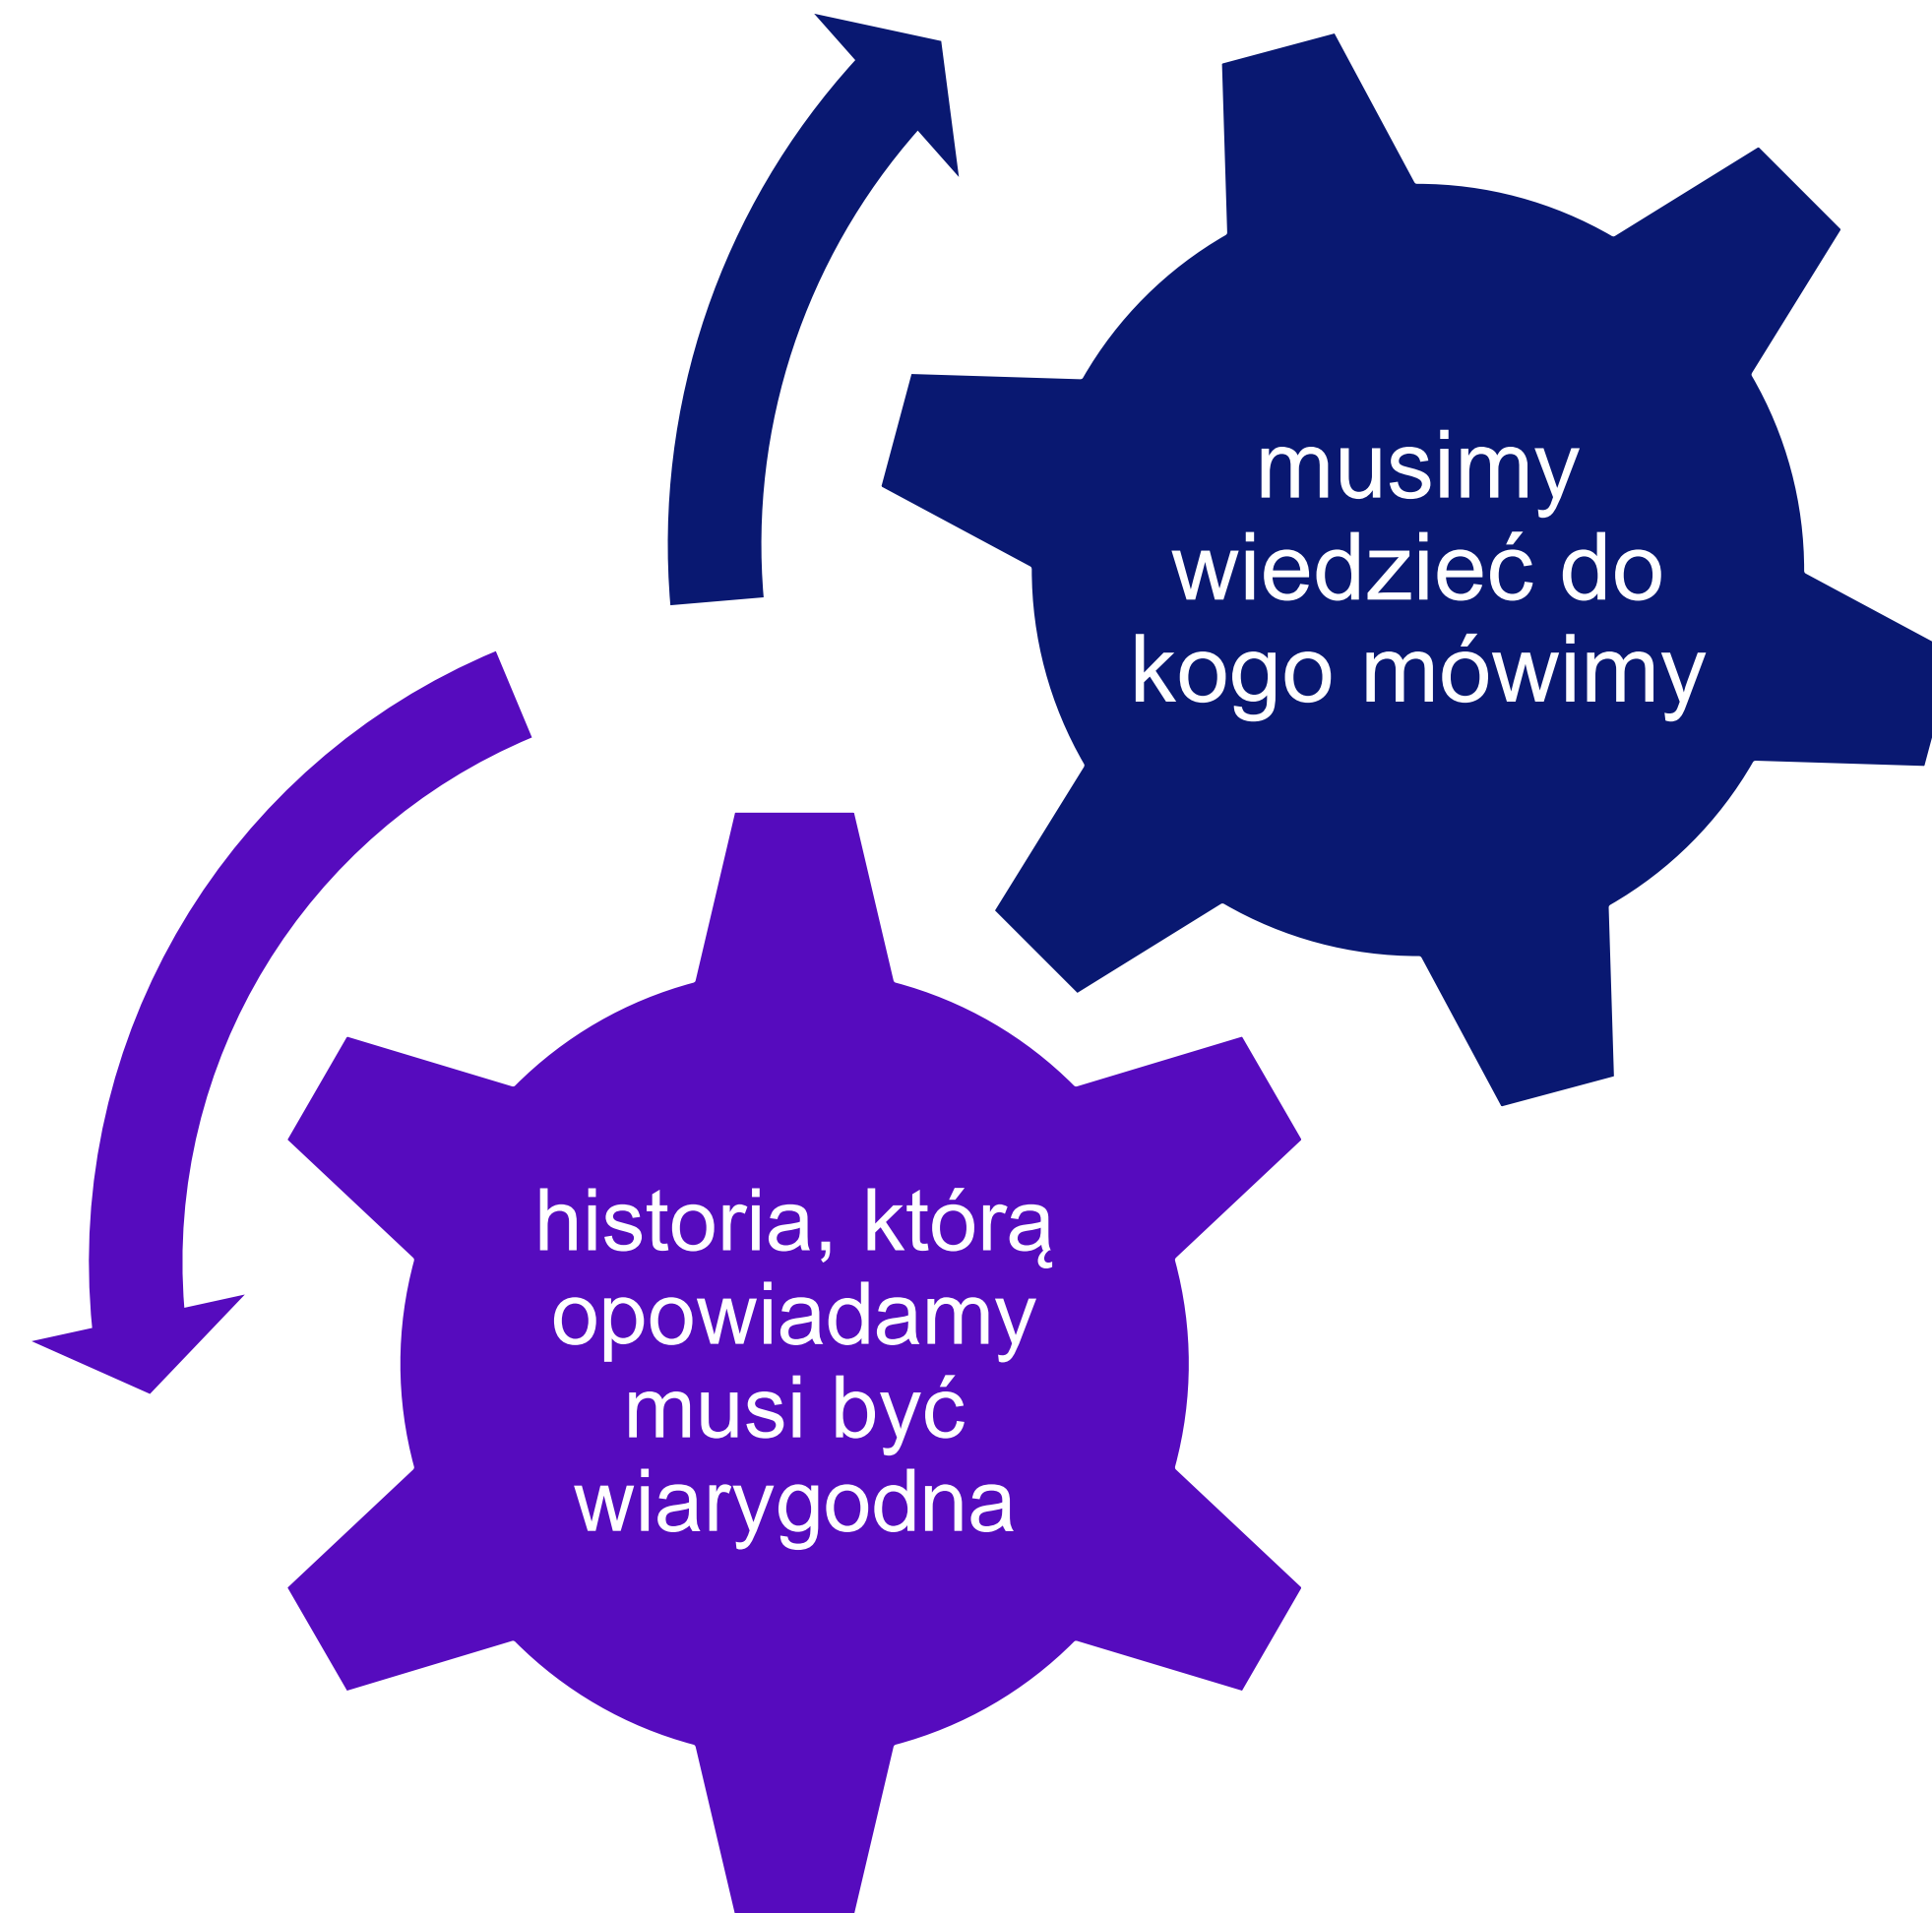 musimy
wiedzieć do
kogo mówimy
historia, którą
opowiadamy
musi być
wiarygodna